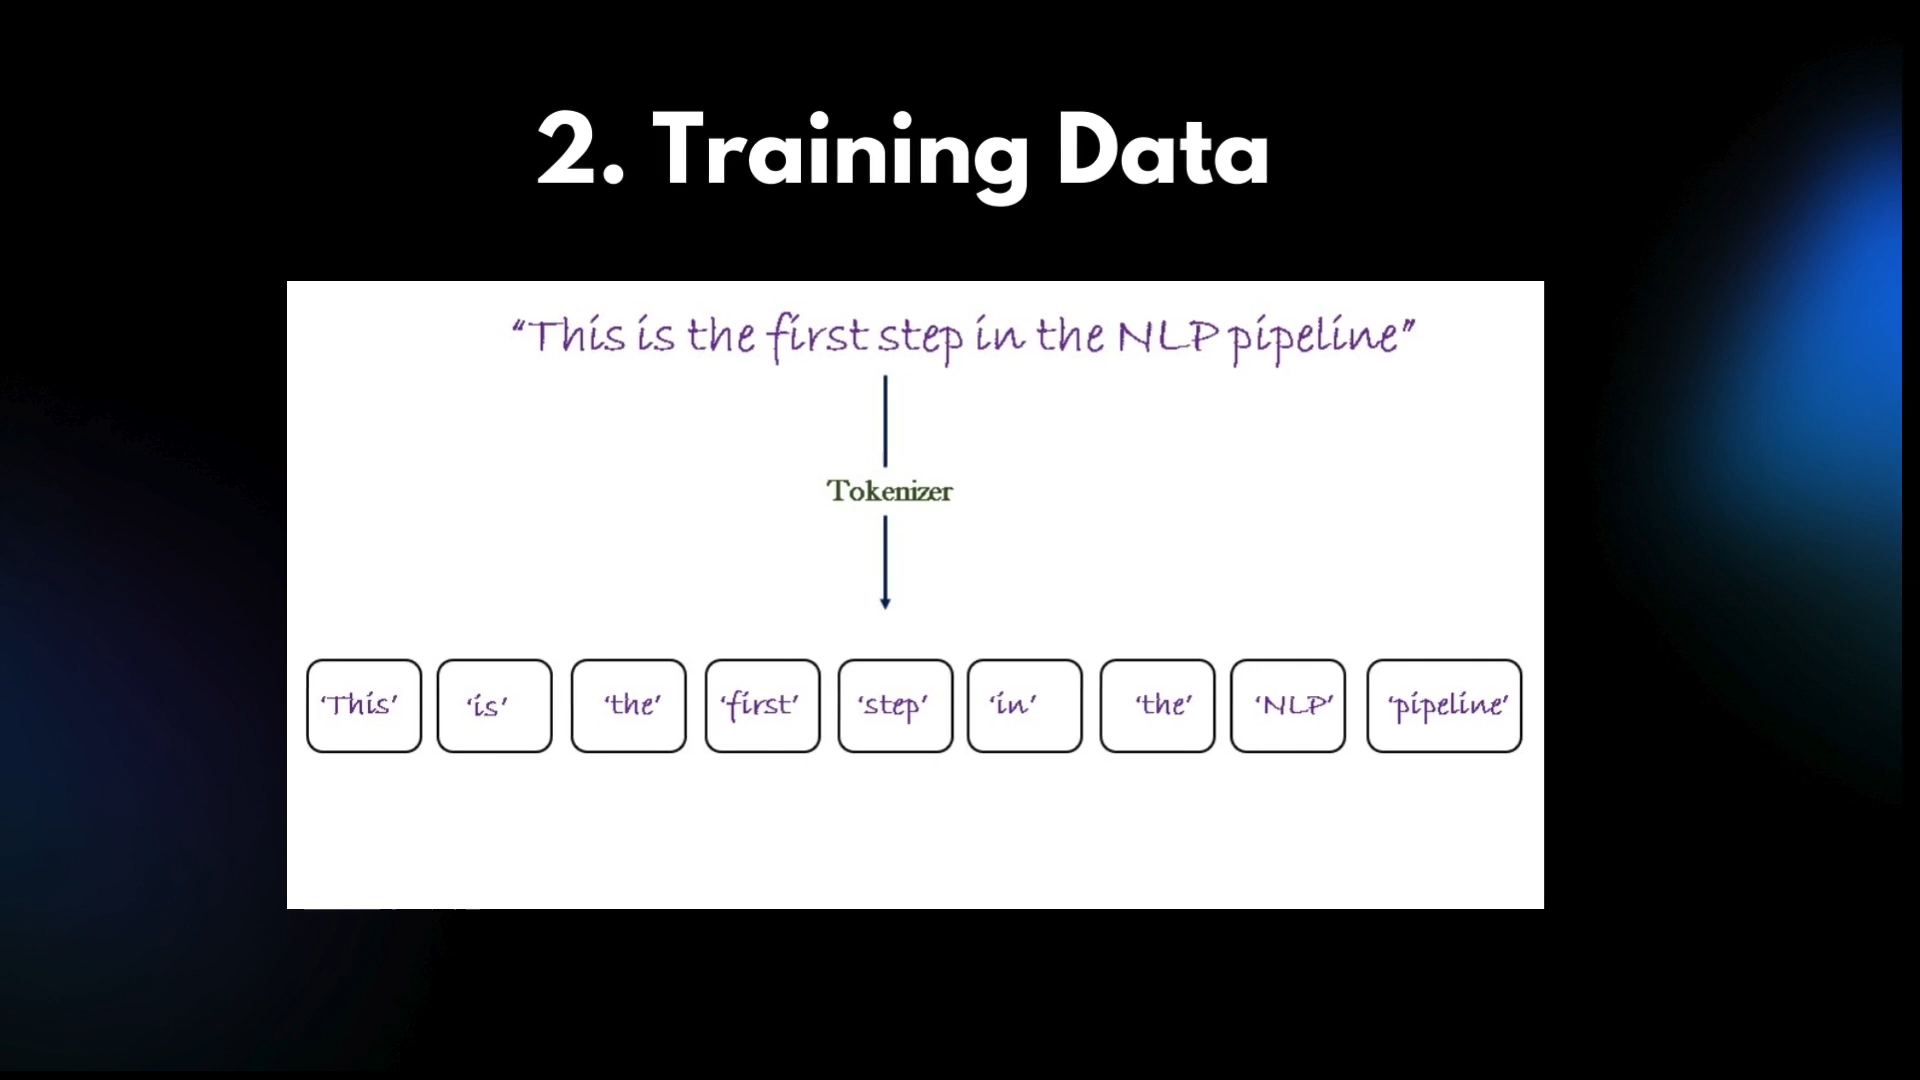 2. Training Data
“This is the first step in the NLP pipeline”
Tokenizer
‘This’ ‘is’ ‘the’ ‘first’ ‘step’ ‘in’ ‘the’ ‘NLP’ ‘pipeline’